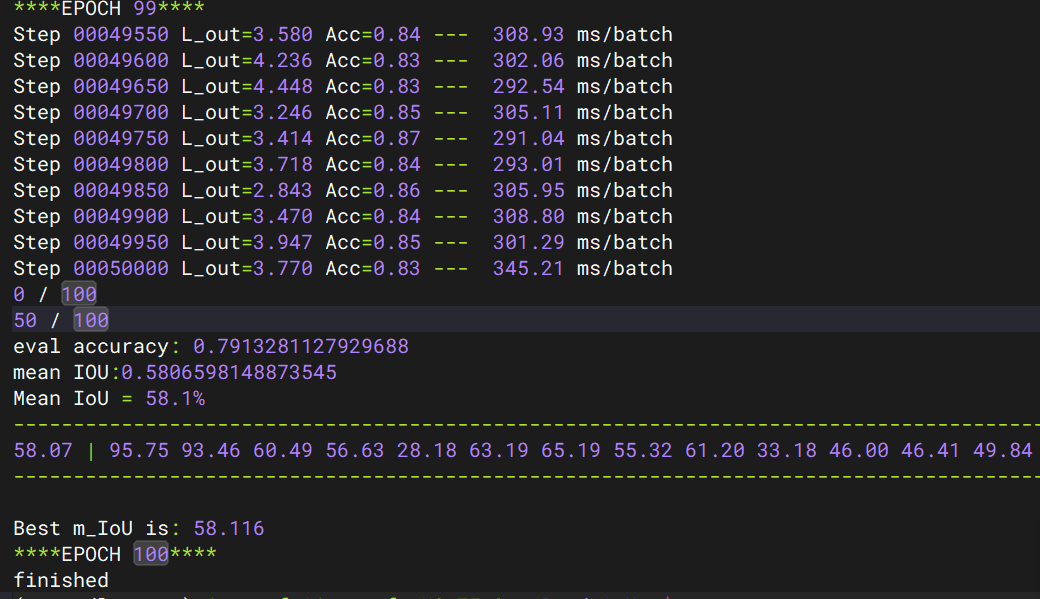 ****EPOCH 99****
Step 00049550 L_out=3.580 Acc=0.84 --- 308.93 ms/batch
Step 00049600 L_out=4.236 Acc=0.83 --- 302.06 ms/batch
Step 00049650 L_out=4.448 Acc=0.83 --- 292.54 ms/batch
Step 00049700 L_out=3.246 Acc=0.85 --- 305.11 ms/batch
Step 00049750 L_out=3.414 Acc=0.87 --- 291.04 ms/batch
Step 00049800 L_out=3.718 Acc=0.84 --- 293.01 ms/batch
Step 00049850 L_out=2.843 Acc=0.86 --- 305.95 ms/batch
Step 00049900 L_out=3.470 Acc=0.84 --- 308.80 ms/batch
Step 00049950 L_out=3.947 Acc=0.85 --- 301.29 ms/batch
Step 00050000 L_out=3.770 Acc=0.83 --- 345.21 ms/batch
0 / 100
50 / 100
eval accuracy: 0.7913281127929688
mean IOU:0.5806598148873545
Mean IoU = 58.1%
--------------------------------------------------------------------------------------
58.07 | 95.75 93.46 60.49 56.63 28.18 63.19 65.19 55.32 61.20 33.18 46.00 46.41 49.84
--------------------------------------------------------------------------------------
Best m_IoU is: 58.116
****EPOCH 100****
finished